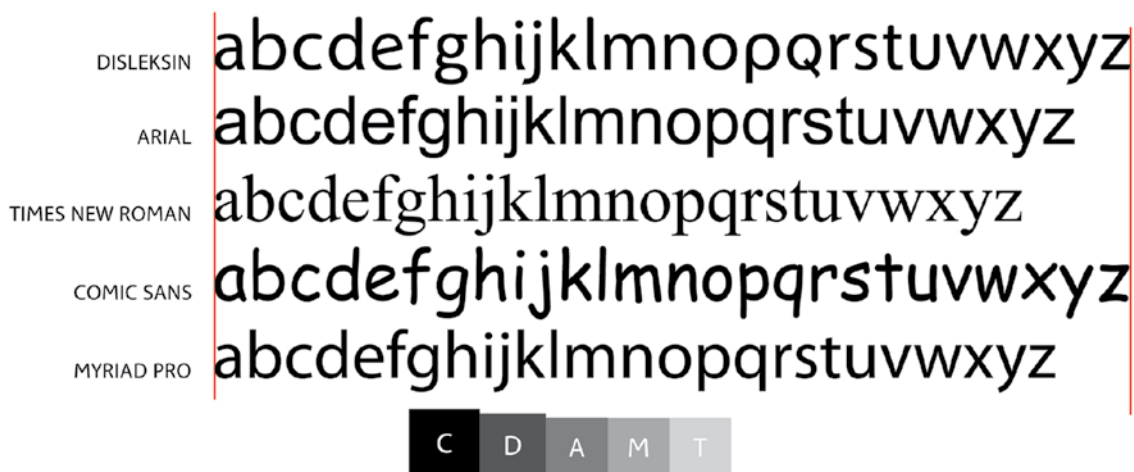 DISLEKSIN abcdefghijklmnopQrstuvwxyz
ARIAL abcdefghijklmnopqrstuvwxyz
TIMES NEW ROMAN abcdefghijklmnopqrstuvwxyz
COMIC SANS abcdefghijklmnopqrstuvwxyz
MYRIAD PRO abcdefghijklmnopqrstuvwxyz
C D A M T